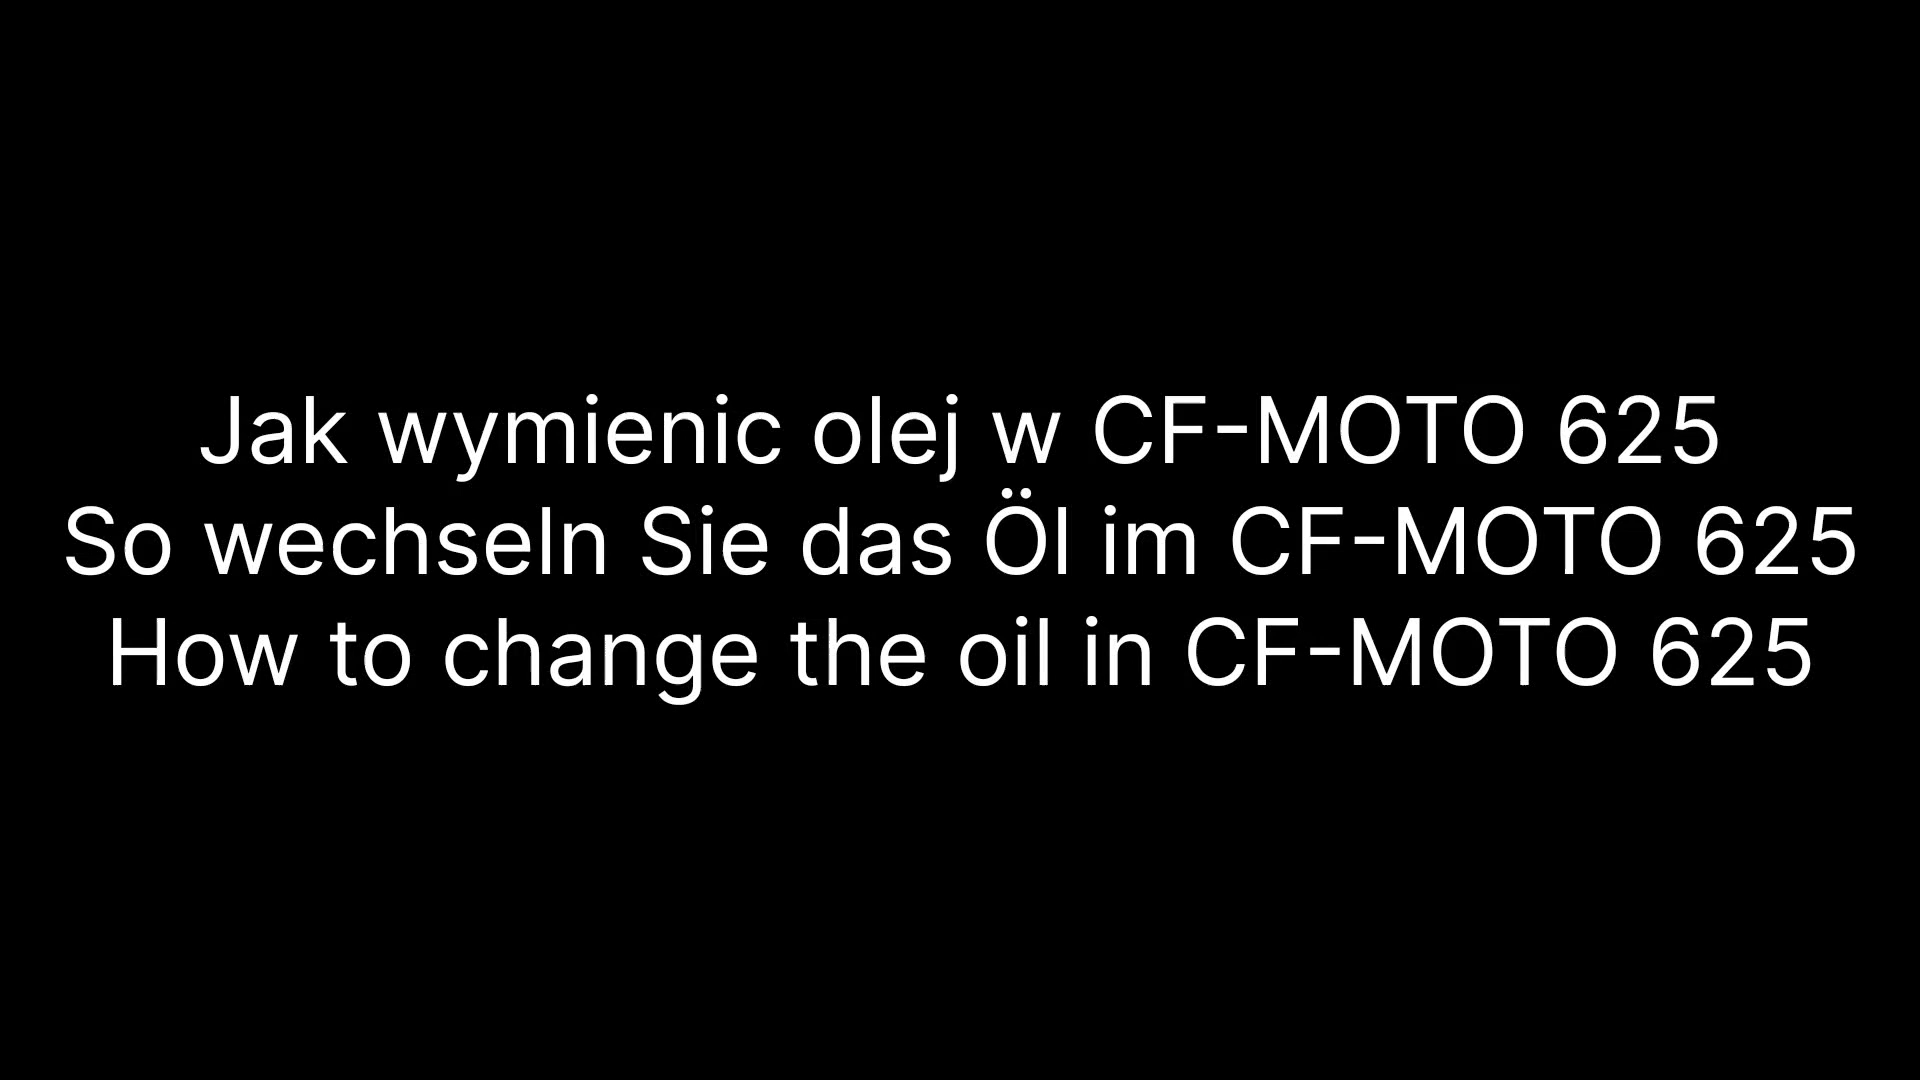 Jak wymienic olej w CF-MOTO 625
So wechseln Sie das Öl im CF-MOTO 625
How to change the oil in CF-MOTO 625